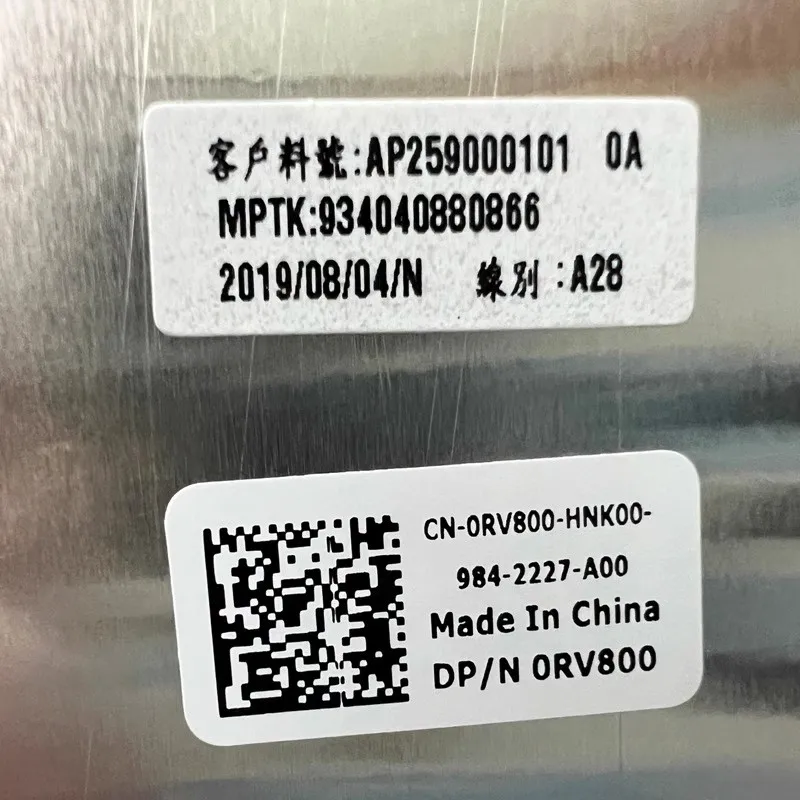 客戶料號:AP259000101 0A
MPTK:934040880866
2019/08/04/N 線別:A28
CN-0RV800-HNK00-
984-2227-A00
Made In China
DP/N 0RV800